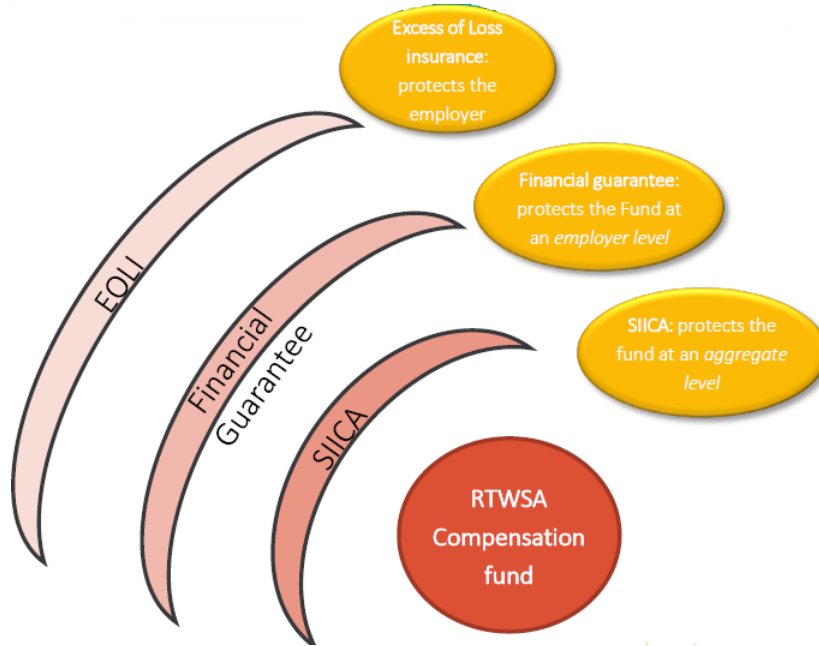 Excess of Loss
insurance:
protects the
employer
Financial guarantee:
protects the Fund at
an employer level
SIICA: protects the
fund at an aggregate
level
EOLI
Financial
Guarantee
SIICA
RTWSA
Compensation
fund